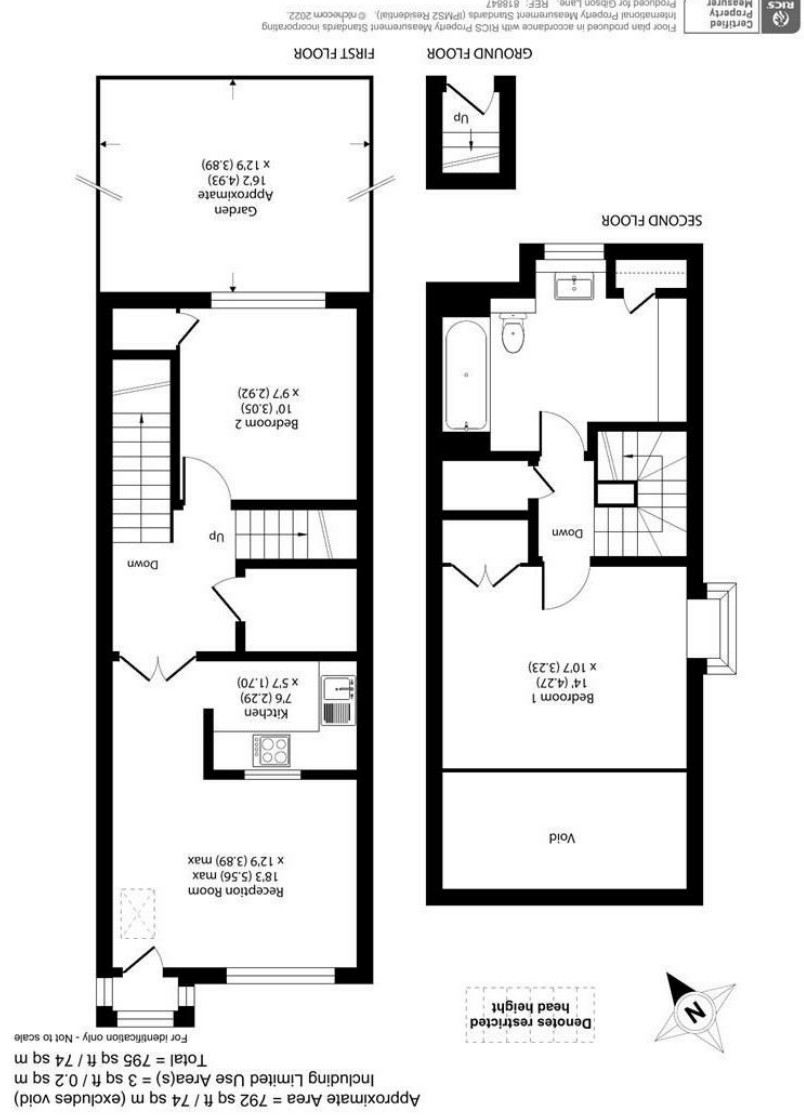 Approximate Area = 792 sq ft / 74 sq m (excludes void)
Including Limited Use Area(s) = 3 sq ft / 0.2 sq m
Total = 795 sq ft / 74 sq m
For identification only - Not to scale
Denotes restricted
head height
N
Reception Room
18'3 (5.56) max
x 12'9 (3.89) max
Kitchen
7'6 (2.29)
x 5'7 (1.70)
Down
Up
Bedroom 2
10' (3.05)
x 9'7 (2.92)
Garden
Approximate
16'2 (4.93)
x 12'9 (3.89)
FIRST FLOOR
Void
Bedroom 1
14' (4.27)
x 10'7 (3.23)
Down
SECOND FLOOR
Up
GROUND FLOOR
RICS
Certified
Property
Measurer
Floor plan produced in accordance with RICS Property Measurement Standards incorporating
International Property Measurement Standards (IPMS2 Residential). © nichecom 2022.
Produced for Gibson Lane. REF: 818847